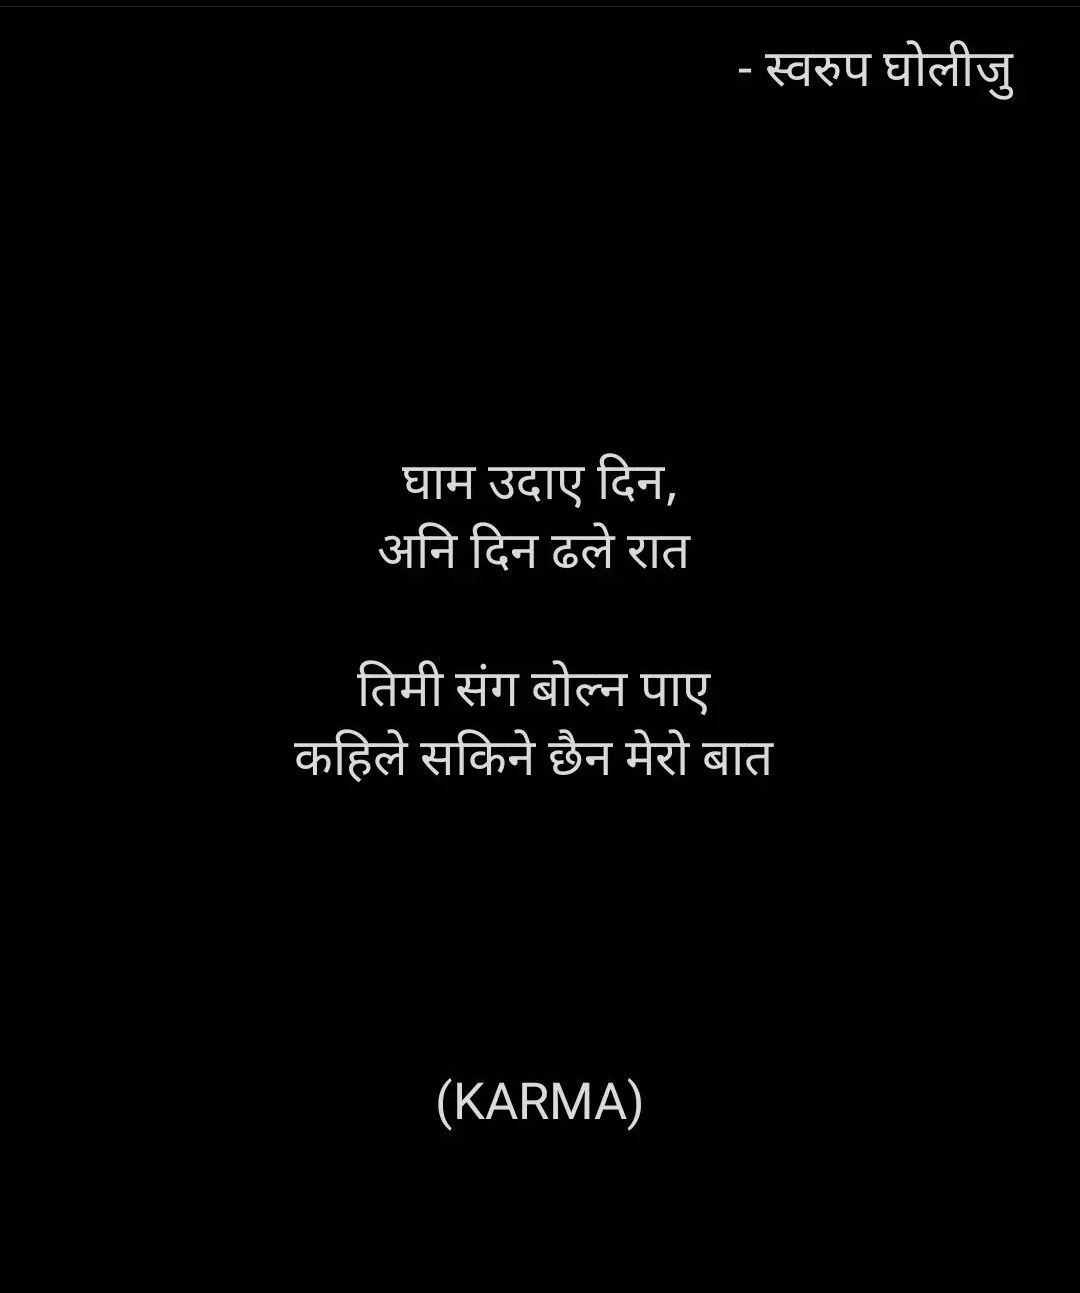 - स्वरुप घोलीजु
घाम उदाए दिन,
अनि दिन ढले रात
तिमी संग बोल्न पाए
कहिले सकिने छैन मेरो बात
(KARMA)